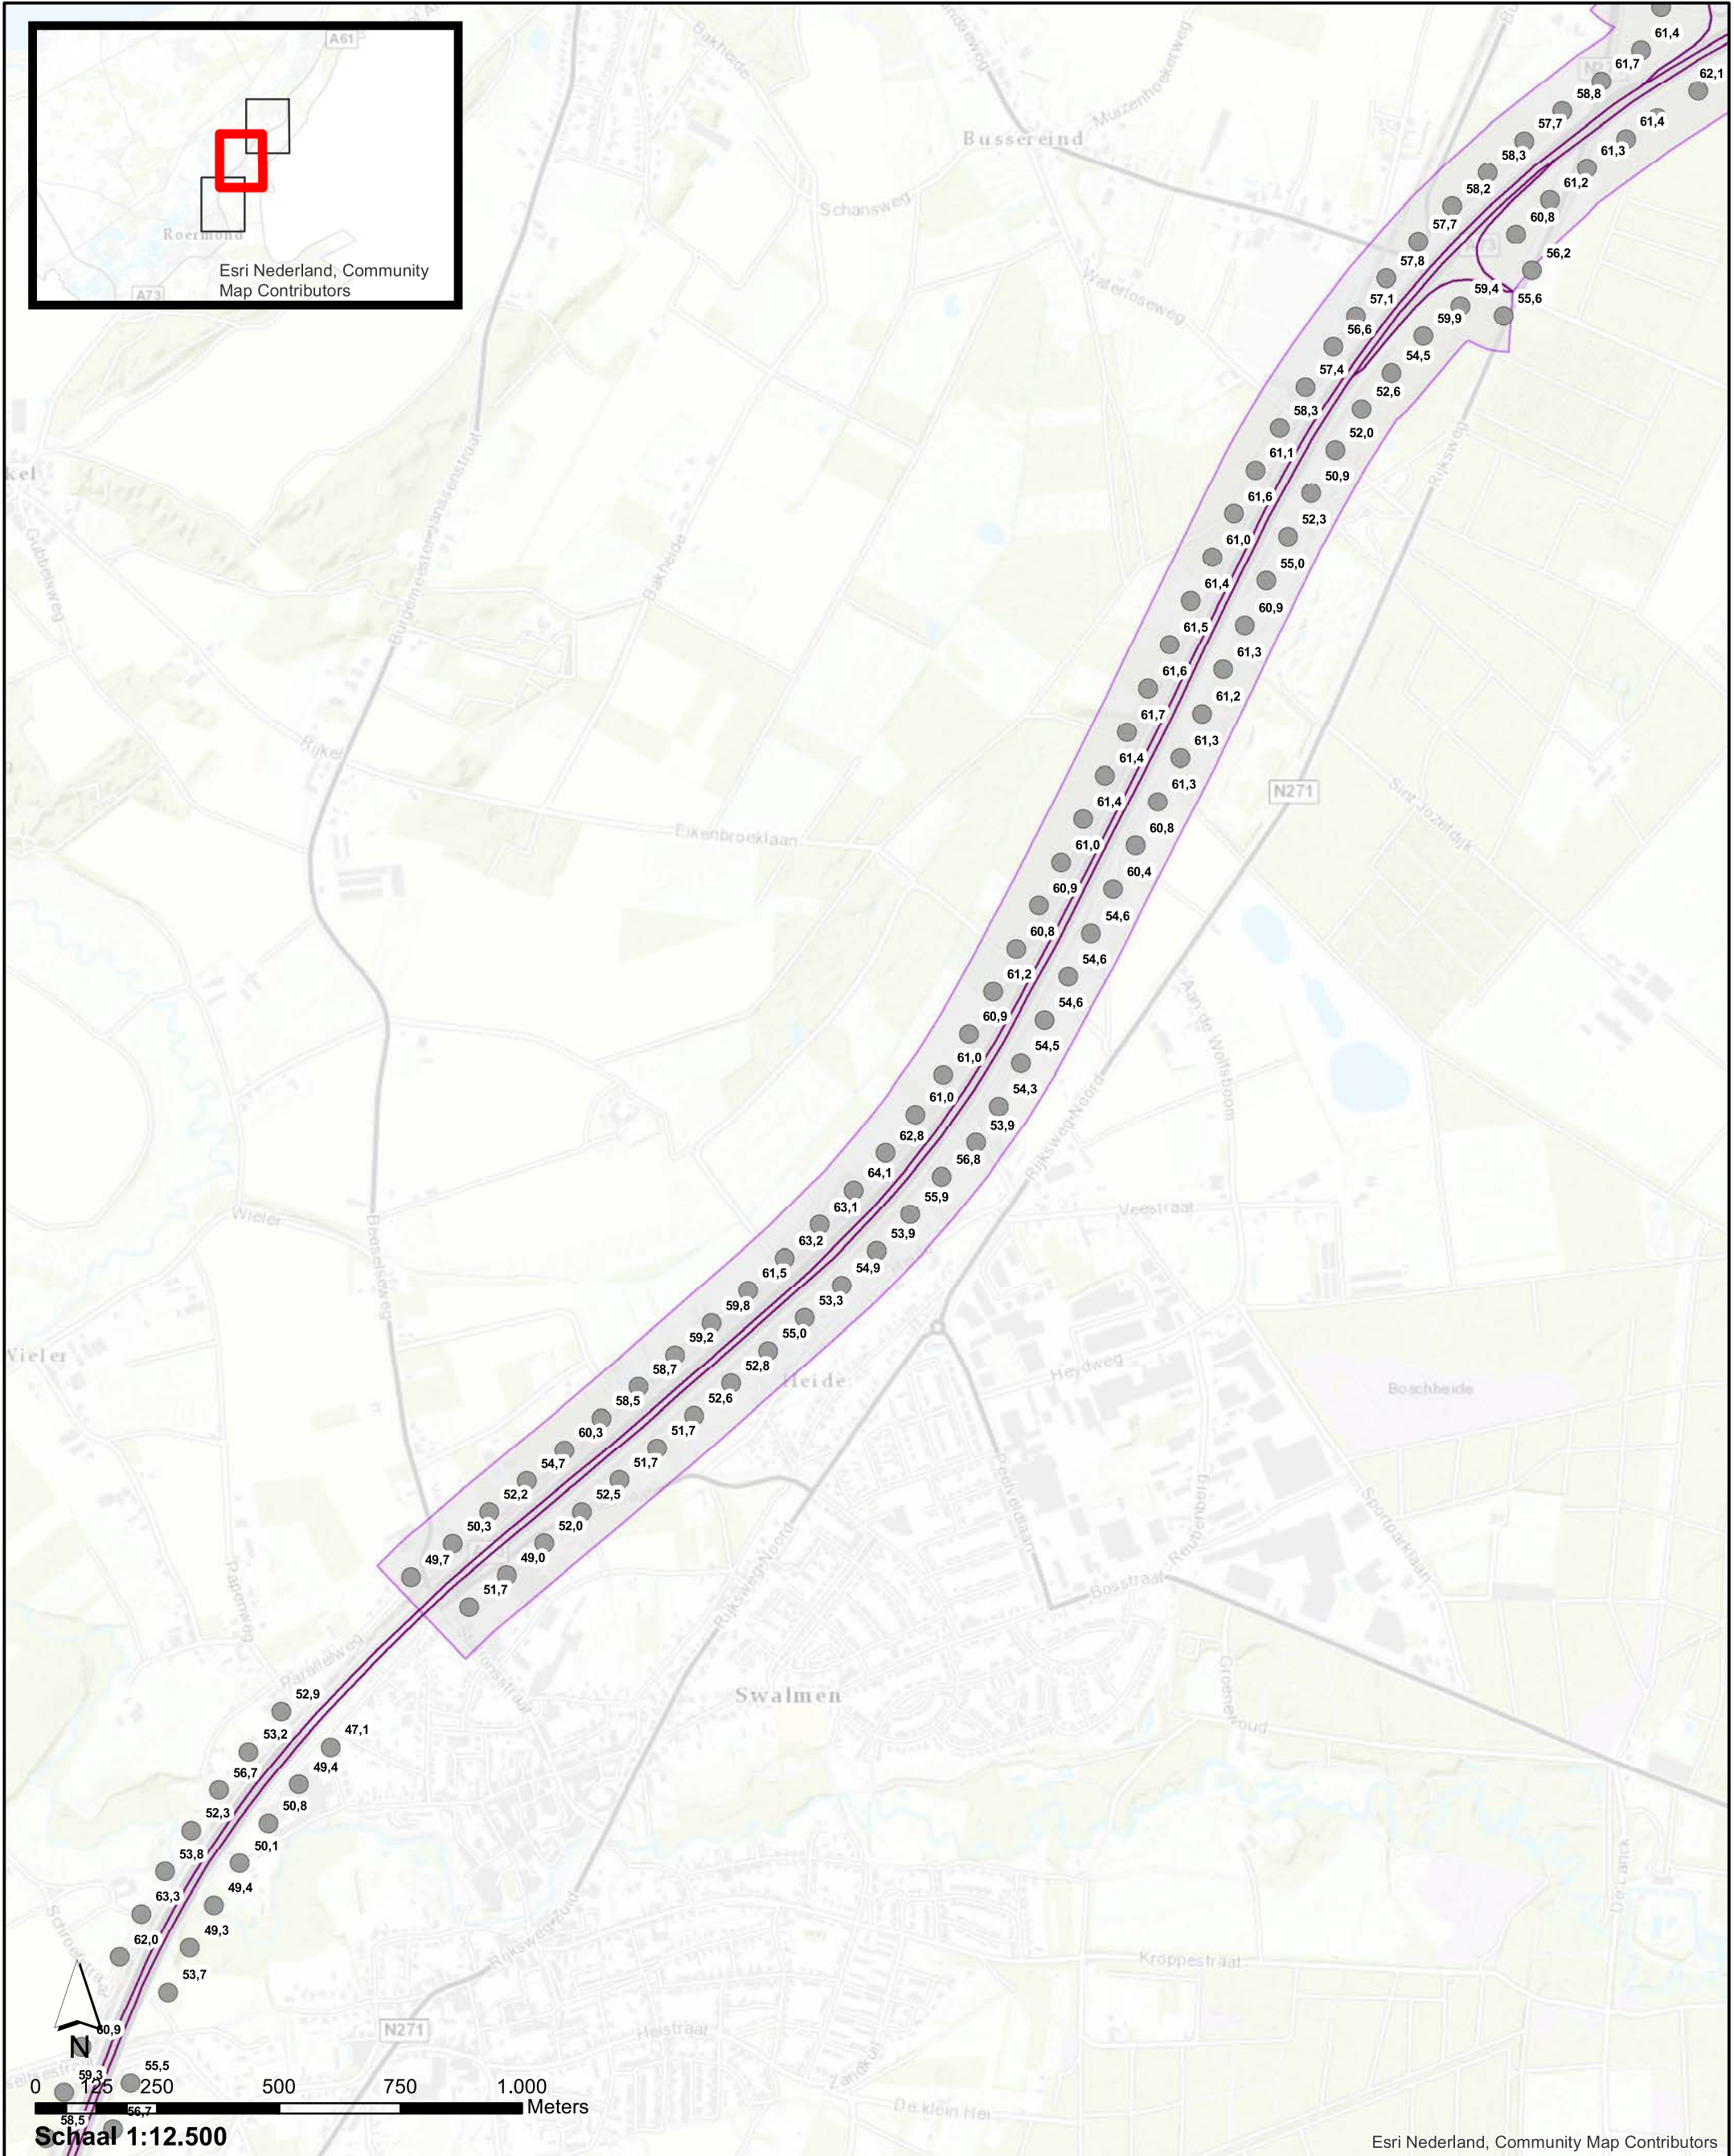 A61
Roermond
A73
Esri Nederland, Community
Map Contributors
Bakheide
Bussereind
Muizenhoekerweg
Schansweg
Waterloseweg
A73
61,4
61,7
62,1
58,8
57,7
61,4
58,3
61,3
58,2
61,2
57,7
60,8
57,8
56,2
57,1
59,4
55,6
56,6
59,9
57,4
54,5
58,3
52,6
61,1
52,0
61,6
50,9
61,0
52,3
61,4
55,0
61,5
60,9
61,6
61,3
61,7
61,2
61,4
61,3
61,4
61,3
61,0
60,8
60,9
60,4
60,8
54,6
61,2
54,6
60,9
54,6
61,0
54,5
61,0
54,3
62,8
53,9
64,1
56,8
63,1
55,9
63,2
53,9
61,5
54,9
59,8
53,3
59,2
55,0
58,7
52,8
58,5
52,6
60,3
51,7
54,7
51,7
52,2
52,5
50,3
52,0
49,7
49,0
51,7
kel
Gubbelsweg
Burgemeester Janssenstraat
Bakheide
Rijksweg
Rijkel
Eikenbroeklaan
N271
Sint Jozefdijk
Aan de Wolfsboom
Rijksweg-Noord
Veestraat
Wieler
Beeselseweg
Wieler
Heide
Heydweg
Boschheide
Peelveldlaan
Reubenberg
Sportparklaan
Bosstraat
Rijksweg-Noord
Papenweg
Parallelweg
Swalmen
Groenewoud
52,9
53,2
47,1
56,7
49,4
52,3
50,8
53,8
50,1
63,3
49,4
62,0
49,3
53,7
60,9
59,3
55,5
58,5
56,7
De Lanck
Rijksweg-Zuid
Kroppestraat
N271
Heistraat
Zandkuil
De klein Hei
N
0 125 250 500 750 1.000
Meters
Schaal 1:12.500
Esri Nederland, Community Map Contributors